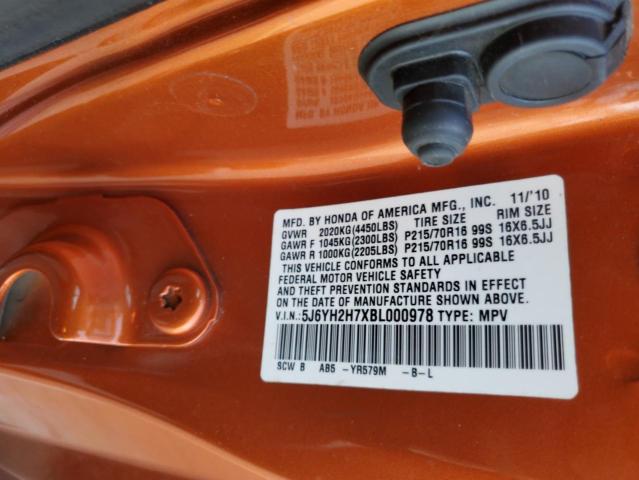 MFD. BY HONDA OF AMERICA MFG., INC. 11/'10
GVWR 2020KG(4450LBS) TIRE SIZE RIM SIZE
GAWR F 1045KG(2300LBS) P215/70R16 99S 16X6.5JJ
GAWR R 1000KG(2205LBS) P215/70R16 99S 16X6.5JJ
THIS VEHICLE CONFORMS TO ALL APPLICABLE
FEDERAL MOTOR VEHICLE SAFETY
AND THEFT PREVENTION STANDARDS IN EFFECT
ON THE DATE OF MANUFACTURE SHOWN ABOVE.
V.I.N.: 5J6YH2H7XBL000978 TYPE: MPV
SCW B AB5 -YR579M -B-L